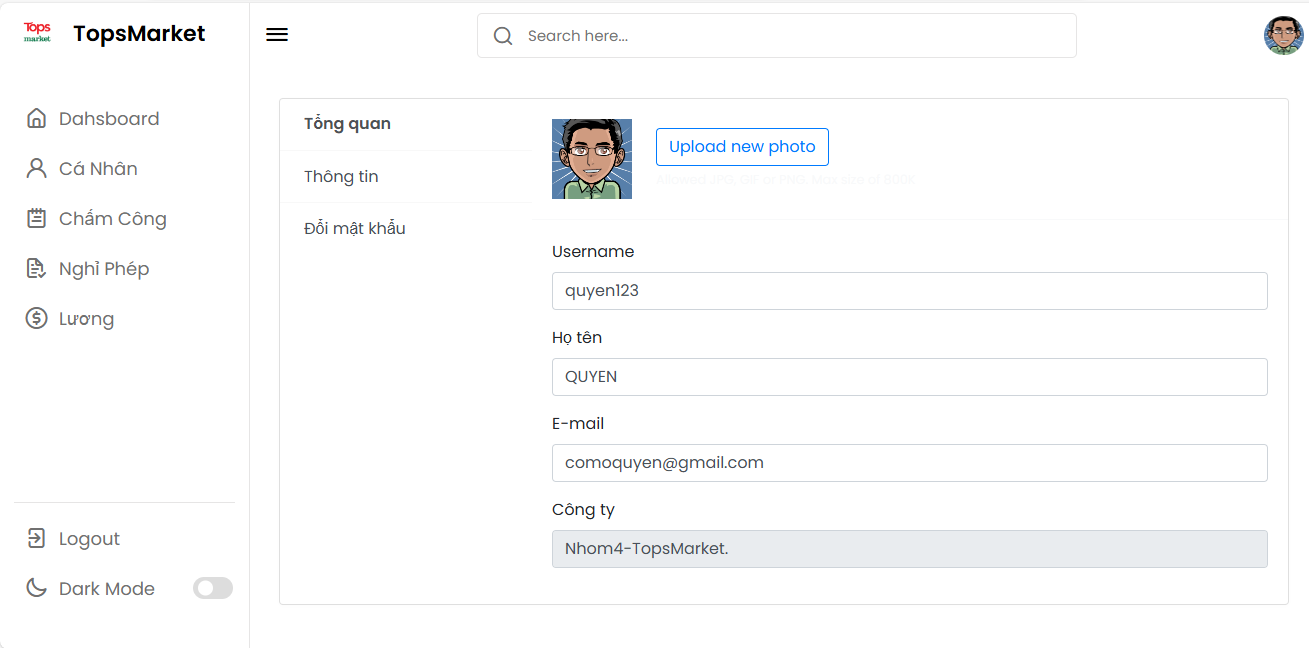 Tops
market
TopsMarket
Search here...
Dahsboard
Cá Nhân
Chấm Công
Nghỉ Phép
Lương
Logout
Dark Mode
Tổng quan
Thông tin
Đổi mật khẩu
Upload new photo
Allowed JPG, GIF or PNG. Max size of 800K
Username
quyen123
Họ tên
QUYEN
E-mail
comoquyen@gmail.com
Công ty
Nhom4-TopsMarket.